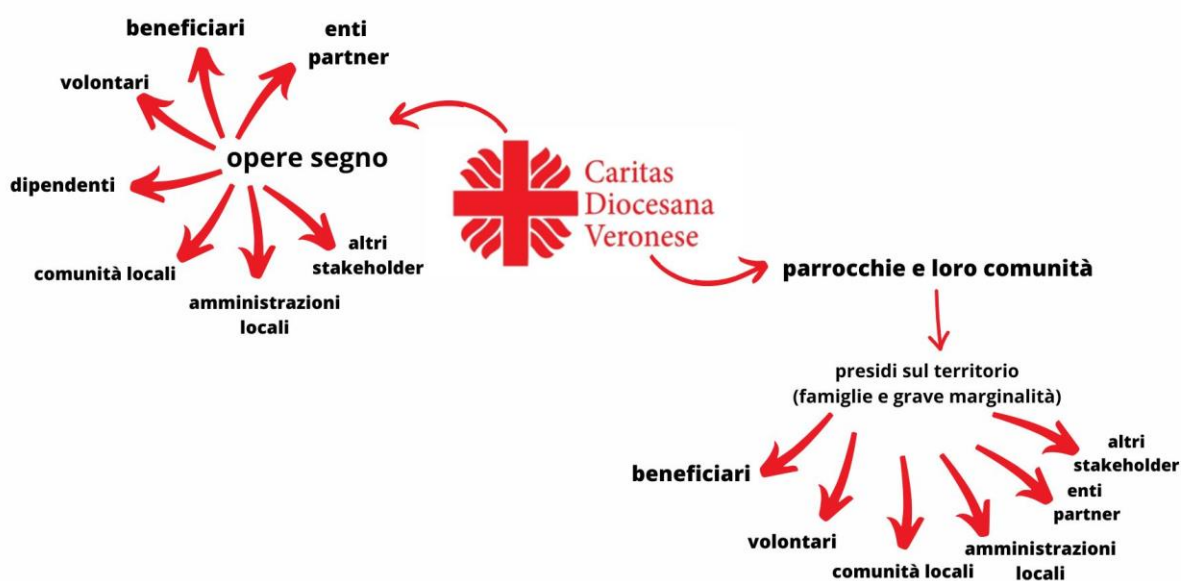 beneficiari
enti
partner
volontari
opere segno
dipendenti
comunità locali
amministrazioni
locali
altri
stakeholder
Caritas
Diocesana
Veronese
parrocchie e loro comunità
presidi sul territorio
(famiglie e grave marginalità)
beneficiari
volontari
comunità locali
amministrazioni
locali
enti
partner
altri
stakeholder